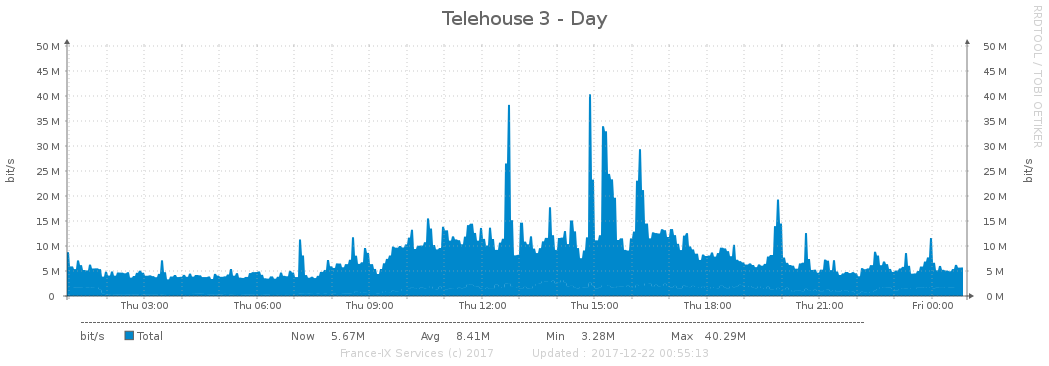 Telehouse 3 - Day
RRDTOOL / TOBI OETIKER
50 M 50 M
45 M 45 M
40 M 40 M
35 M 35 M
30 M 30 M
25 M 25 M
20 M 20 M
15 M 15 M
10 M 10 M
5 M 5 M
0 0 M
bit/s bit/s
Thu 03:00 Thu 06:00 Thu 09:00 Thu 12:00 Thu 15:00 Thu 18:00 Thu 21:00 Fri 00:00
bit/s Total Now 5.67M Avg 8.41M Min 3.28M Max 40.29M
France-IX Services (c) 2017 Updated : 2017-12-22 00:55:13